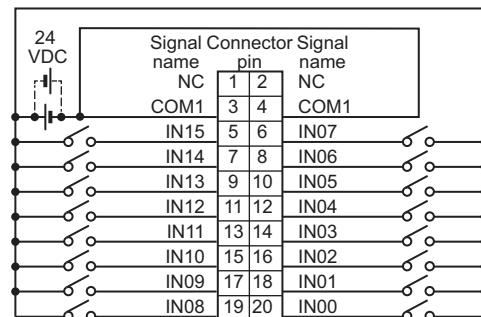 24
VDC
Signal name Connector pin Signal name
NC 1 2 NC
COM1 3 4 COM1
IN15 5 6 IN07
IN14 7 8 IN06
IN13 9 10 IN05
IN12 11 12 IN04
IN11 13 14 IN03
IN10 15 16 IN02
IN09 17 18 IN01
IN08 19 20 IN00